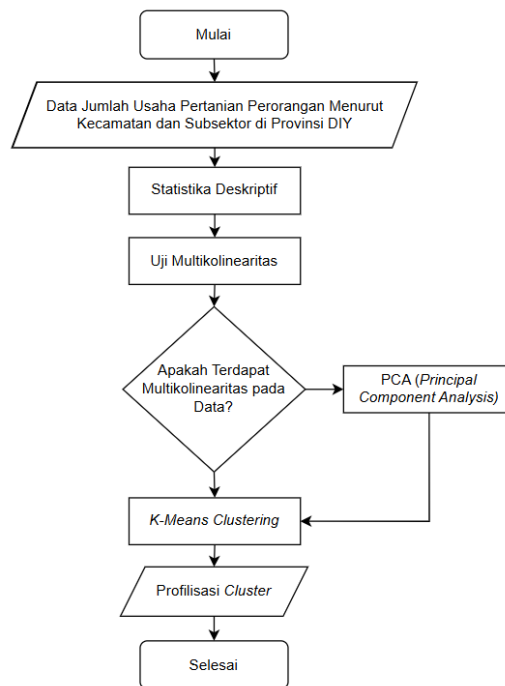 Mulai
Data Jumlah Usaha Pertanian Perorangan Menurut
Kecamatan dan Subsektor di Provinsi DIY
Statistika Deskriptif
Uji Multikolinearitas
Apakah Terdapat
Multikolinearitas pada
Data?
PCA (Principal
Component Analysis)
K-Means Clustering
Profilisasi Cluster
Selesai